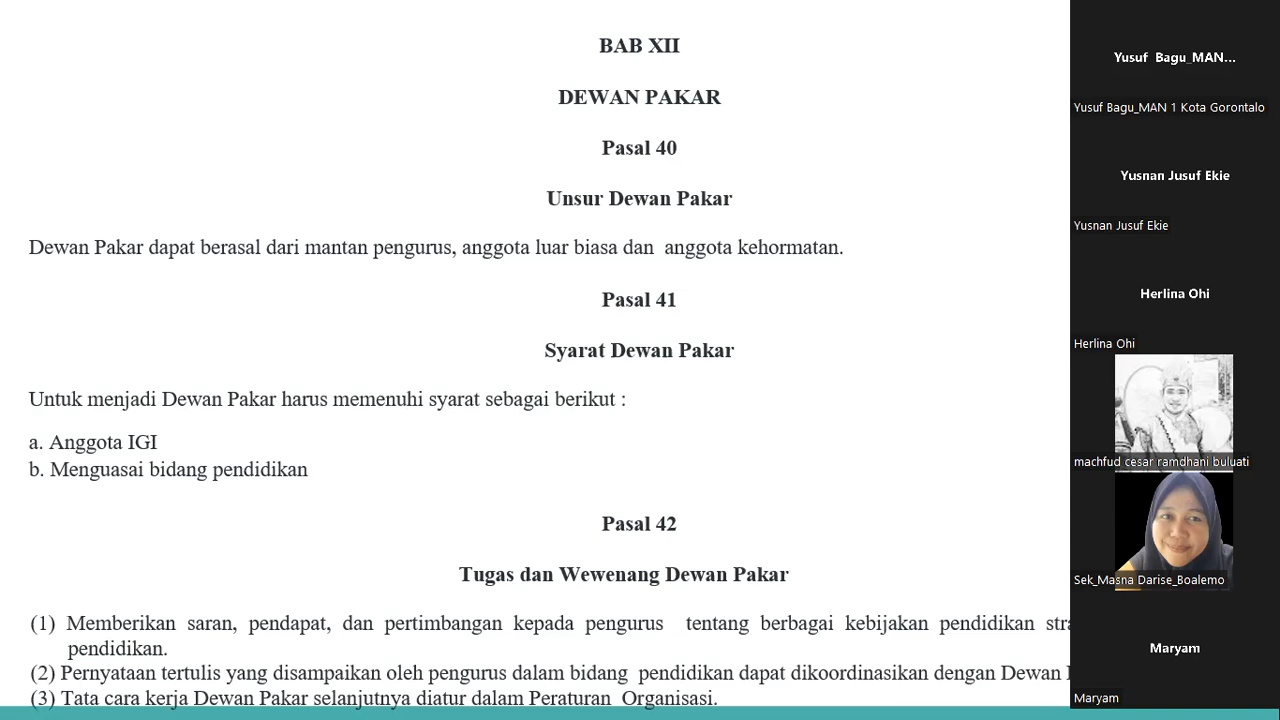 BAB XII
DEWAN PAKAR
Pasal 40
Unsur Dewan Pakar
Dewan Pakar dapat berasal dari mantan pengurus, anggota luar biasa dan anggota kehormatan.
Pasal 41
Syarat Dewan Pakar
Untuk menjadi Dewan Pakar harus memenuhi syarat sebagai berikut :
a. Anggota IGI
b. Menguasai bidang pendidikan
Pasal 42
Tugas dan Wewenang Dewan Pakar
(1) Memberikan saran, pendapat, dan pertimbangan kepada pengurus tentang berbagai kebijakan pendidikan
pendidikan.
(2) Pernyataan tertulis yang disampaikan oleh pengurus dalam bidang pendidikan dapat dikoordinasikan dengan Dewan
(3) Tata cara kerja Dewan Pakar selanjutnya diatur dalam Peraturan Organisasi.
Yusuf Bagu_MAN...
Yusuf Bagu_MAN 1 Kota Gorontalo
Yusnan Jusuf Ekie
Yusnan Jusuf Ekie
Herlina Ohi
Herlina Ohi
machfud cesar ramdhani buluati
Sek_Masna Darise_Boalemo
Maryam
Maryam